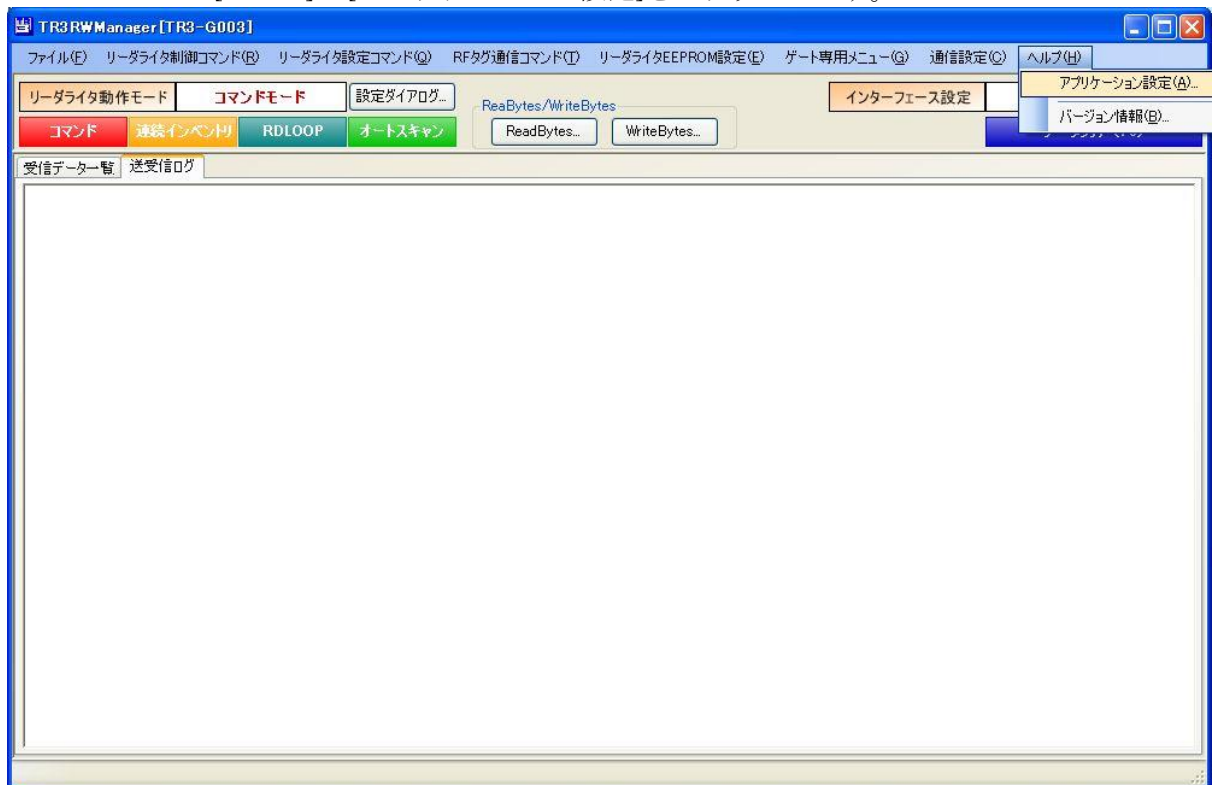 TR3RWManager[TR3-G003]
ファイル(F) リーダライタ制御コマンド(R) リーダライタ設定コマンド(Q) RFタグ通信コマンド(T) リーダライタEEPROM設定(E) ゲート専用メニュー(G) 通信設定(C) ヘルプ(H)
アプリケーション設定(A)...
バージョン情報(B)...
リーダライタ動作モード コマンドモード 設定ダイアログ... ReaBytes/WriteBytes インターフェース設定
コマンド 連続インベントリ RDLOOP オートスキャン ReadBytes... WriteBytes...
受信データ一覧 送受信ログ